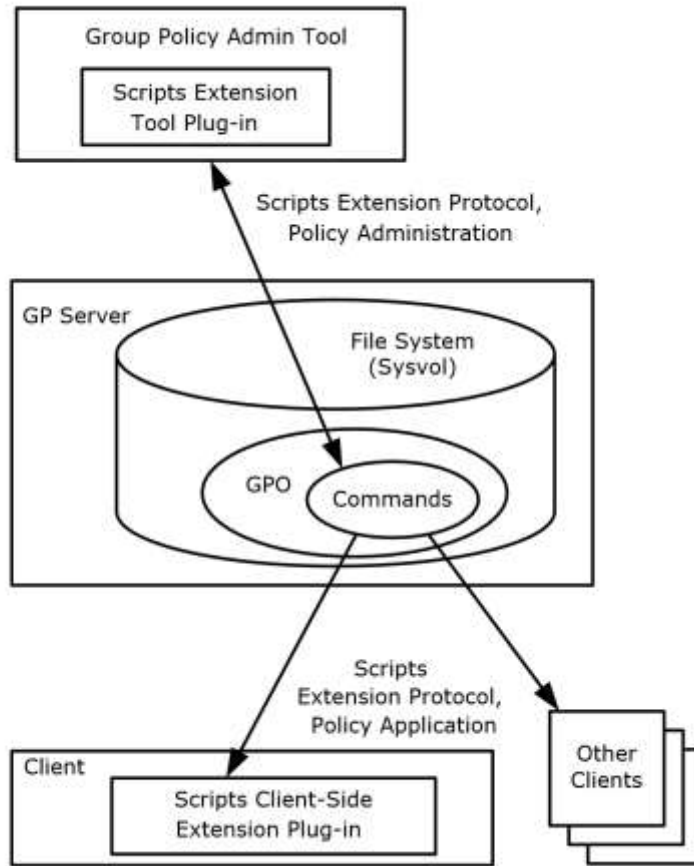 Group Policy Admin Tool
Scripts Extension
Tool Plug-in
Scripts Extension Protocol,
Policy Administration
GP Server
File System
(Sysvol)
GPO
Commands
Scripts
Extension Protocol,
Policy Application
Client
Scripts Client-Side
Extension Plug-in
Other
Clients